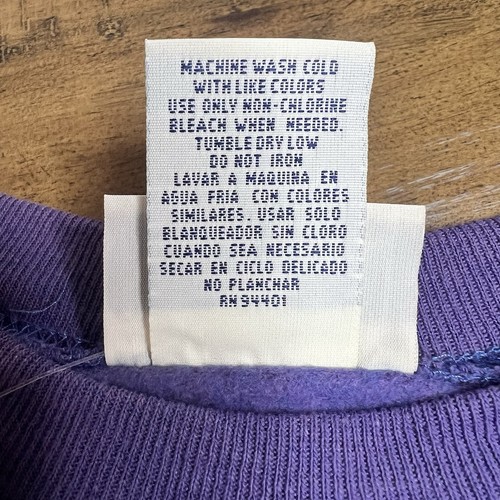 MACHINE WASH COLD
WITH LIKE COLORS
USE ONLY NON-CHLORINE
BLEACH WHEN NEEDED.
TUMBLE DRY LOW
DO NOT IRON
LAVAR A MAQUINA EN
AGUA FRIA CON COLORES
SIMILARES. USAR SOLO
BLANQUEADOR SIN CLORO
CUANDO SEA NECESARIO
SECAR EN CICLO DELICADO
NO PLANCHAR
RN94401